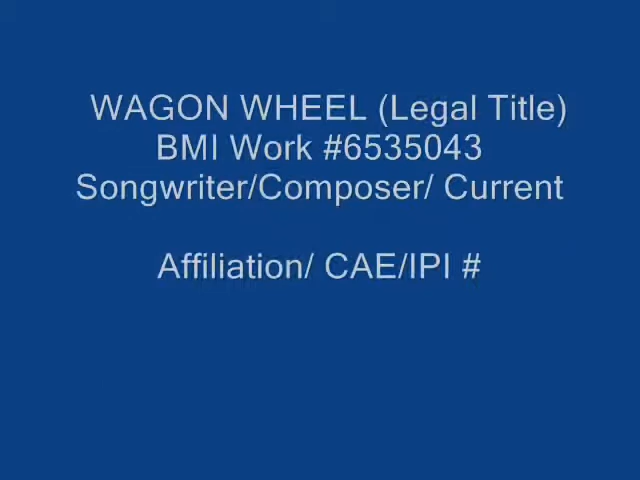 WAGON WHEEL (Legal Title)
BMI Work #6535043
Songwriter/Composer/ Current
Affiliation/ CAE/IPI #